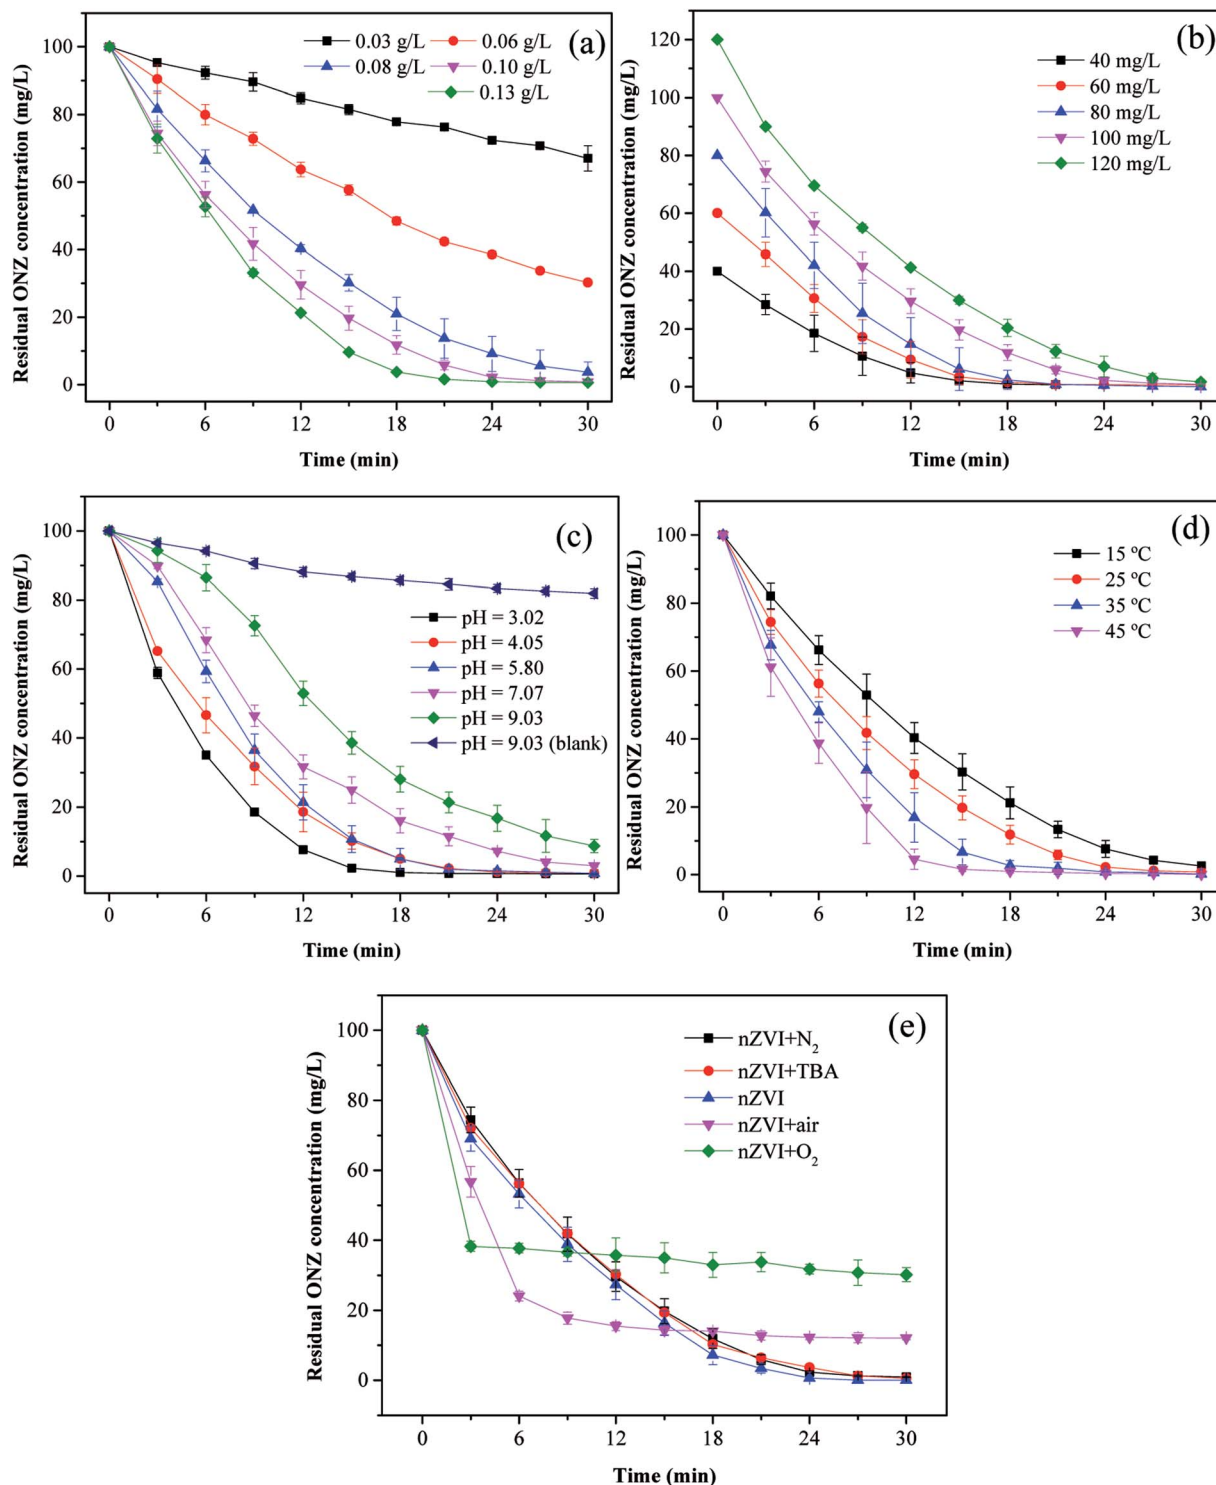 (a)
0.03 g/L 0.06 g/L
0.08 g/L 0.10 g/L
0.13 g/L
Residual ONZ concentration (mg/L)
100
80
60
40
20
0
0 6 12 18 24 30
Time (min)
(b)
40 mg/L
60 mg/L
80 mg/L
100 mg/L
120 mg/L
Residual ONZ concentration (mg/L)
120
100
80
60
40
20
0
0 6 12 18 24 30
Time (min)
(c)
pH = 3.02
pH = 4.05
pH = 5.80
pH = 7.07
pH = 9.03
pH = 9.03 (blank)
Residual ONZ concentration (mg/L)
100
80
60
40
20
0
0 6 12 18 24 30
Time (min)
(d)
15 ºC
25 ºC
35 ºC
45 ºC
Residual ONZ concentration (mg/L)
100
80
60
40
20
0
0 6 12 18 24 30
Time (min)
(e)
nZVI+N₂
nZVI+TBA
nZVI
nZVI+air
nZVI+O₂
Residual ONZ concentration (mg/L)
100
80
60
40
20
0
0 6 12 18 24 30
Time (min)